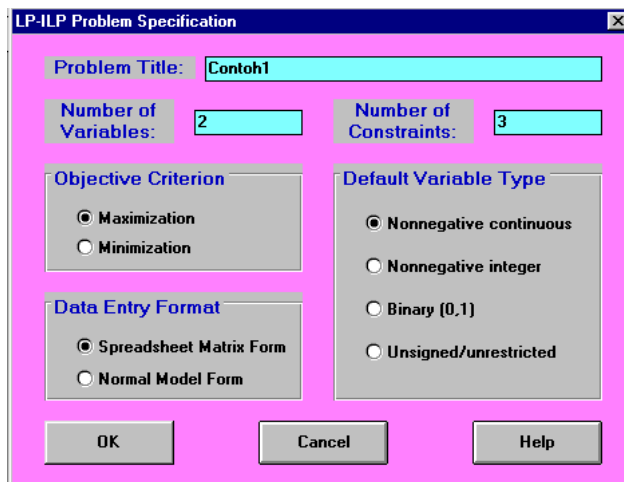 LP-ILP Problem Specification
Problem Title: Contoh1
Number of Variables: 2
Number of Constraints: 3
Objective Criterion
Maximization
Minimization
Default Variable Type
Nonnegative continuous
Nonnegative integer
Binary (0,1)
Unsigned/unrestricted
Data Entry Format
Spreadsheet Matrix Form
Normal Model Form
OK
Cancel
Help